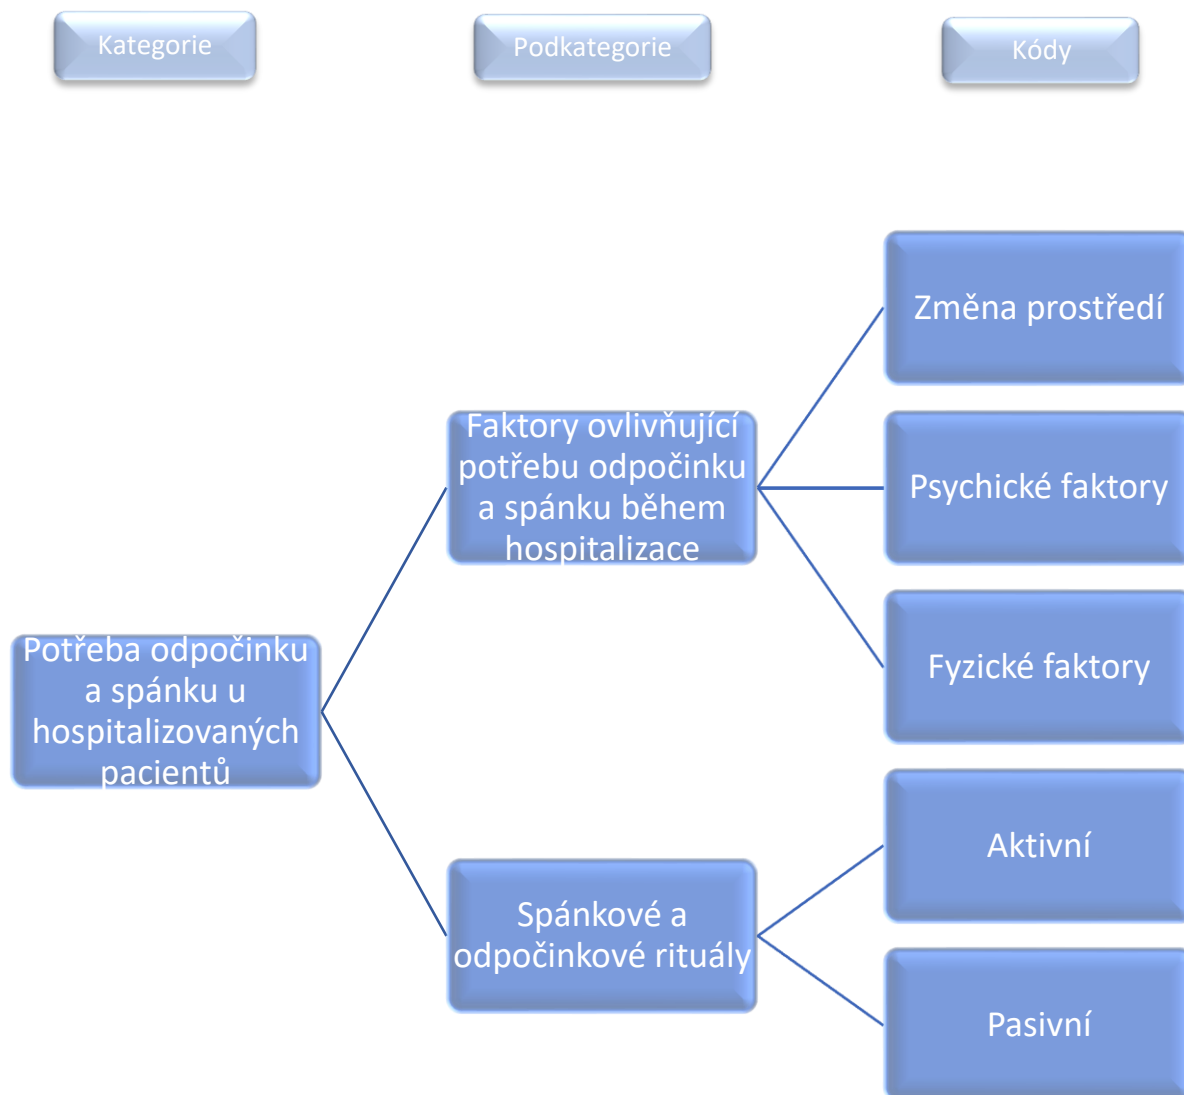 Kategorie
Podkategorie
Kódy
Změna prostředí
Faktory ovlivňující
potřebu odpočinku
a spánku během
hospitalizace
Psychické faktory
Fyzické faktory
Potřeba odpočinku
a spánku u
hospitalizovaných
pacientů
Aktivní
Spánkové a
odpočinkové rituály
Pasivní